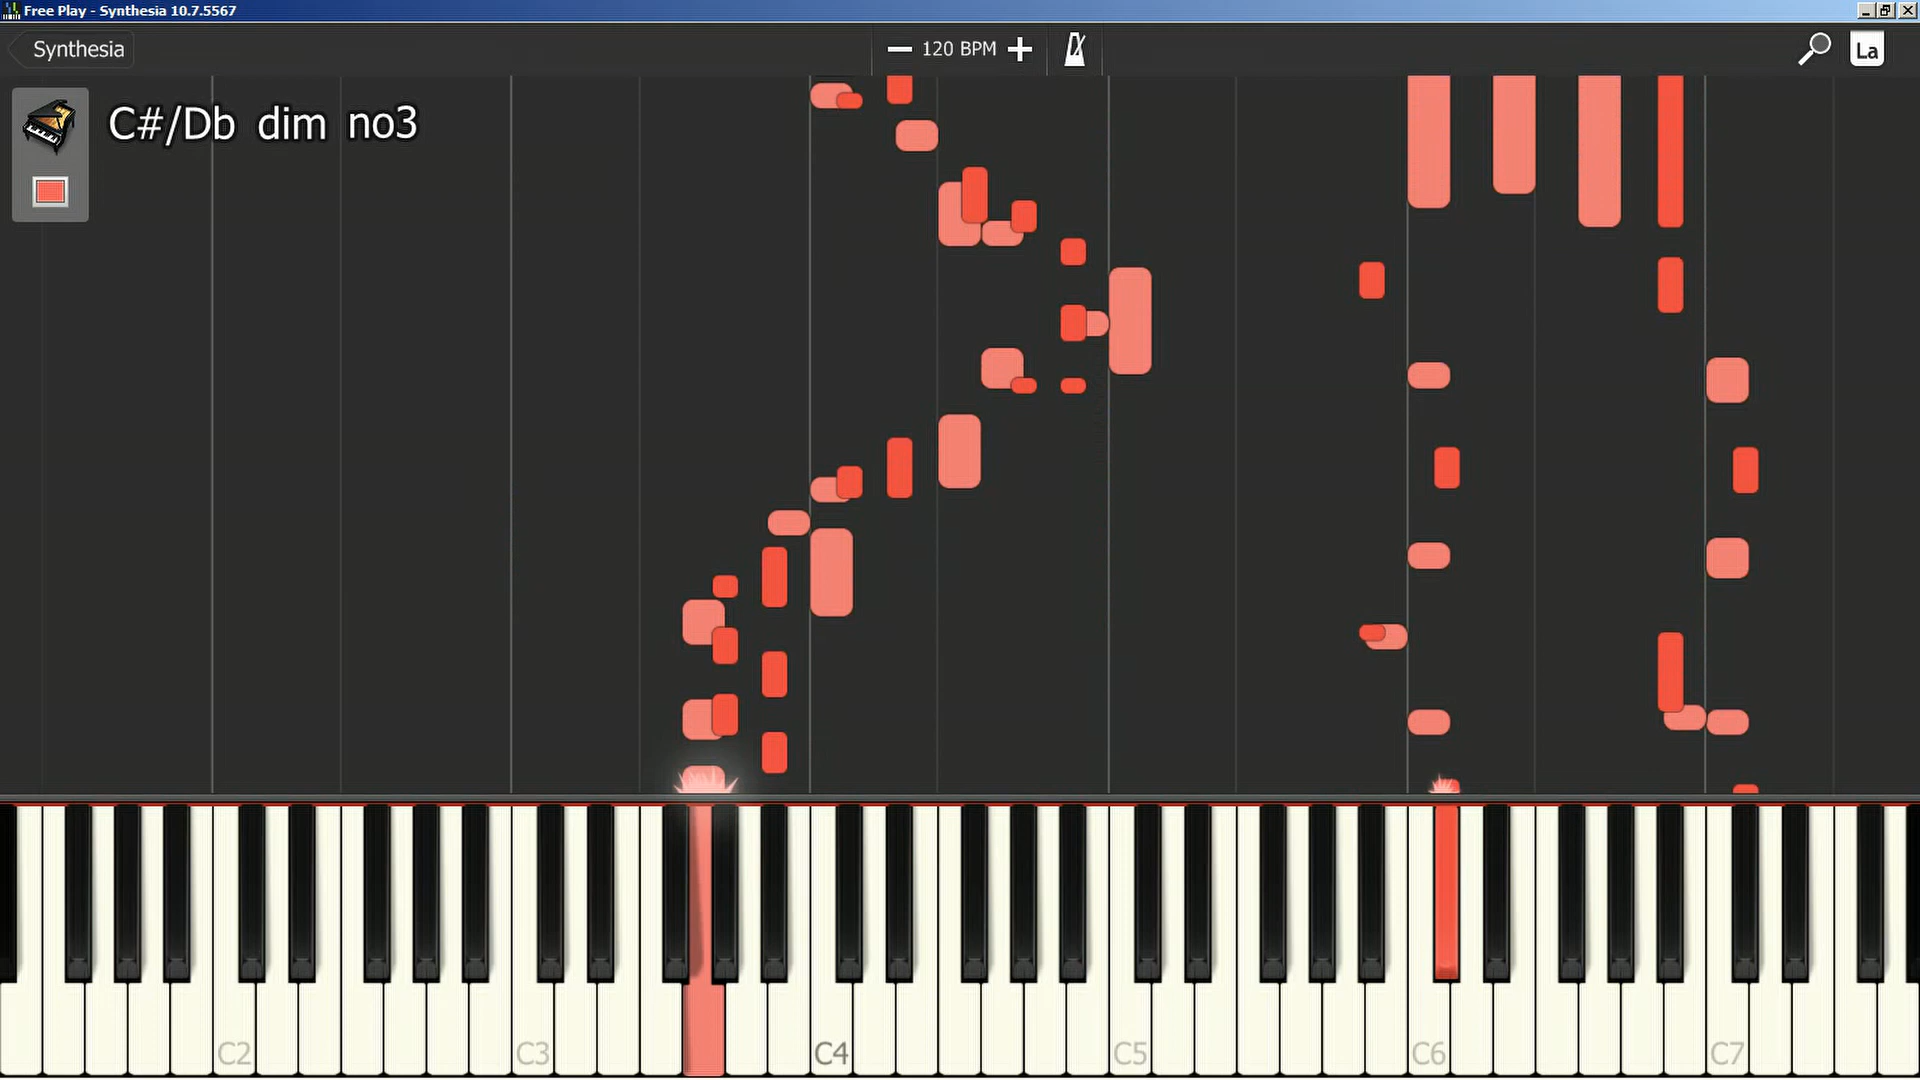 Free Play - Synthesia 10.7.5567
Synthesia
120 BPM
La
C#/Db dim no3
C2
C3
C4
C5
C6
C7